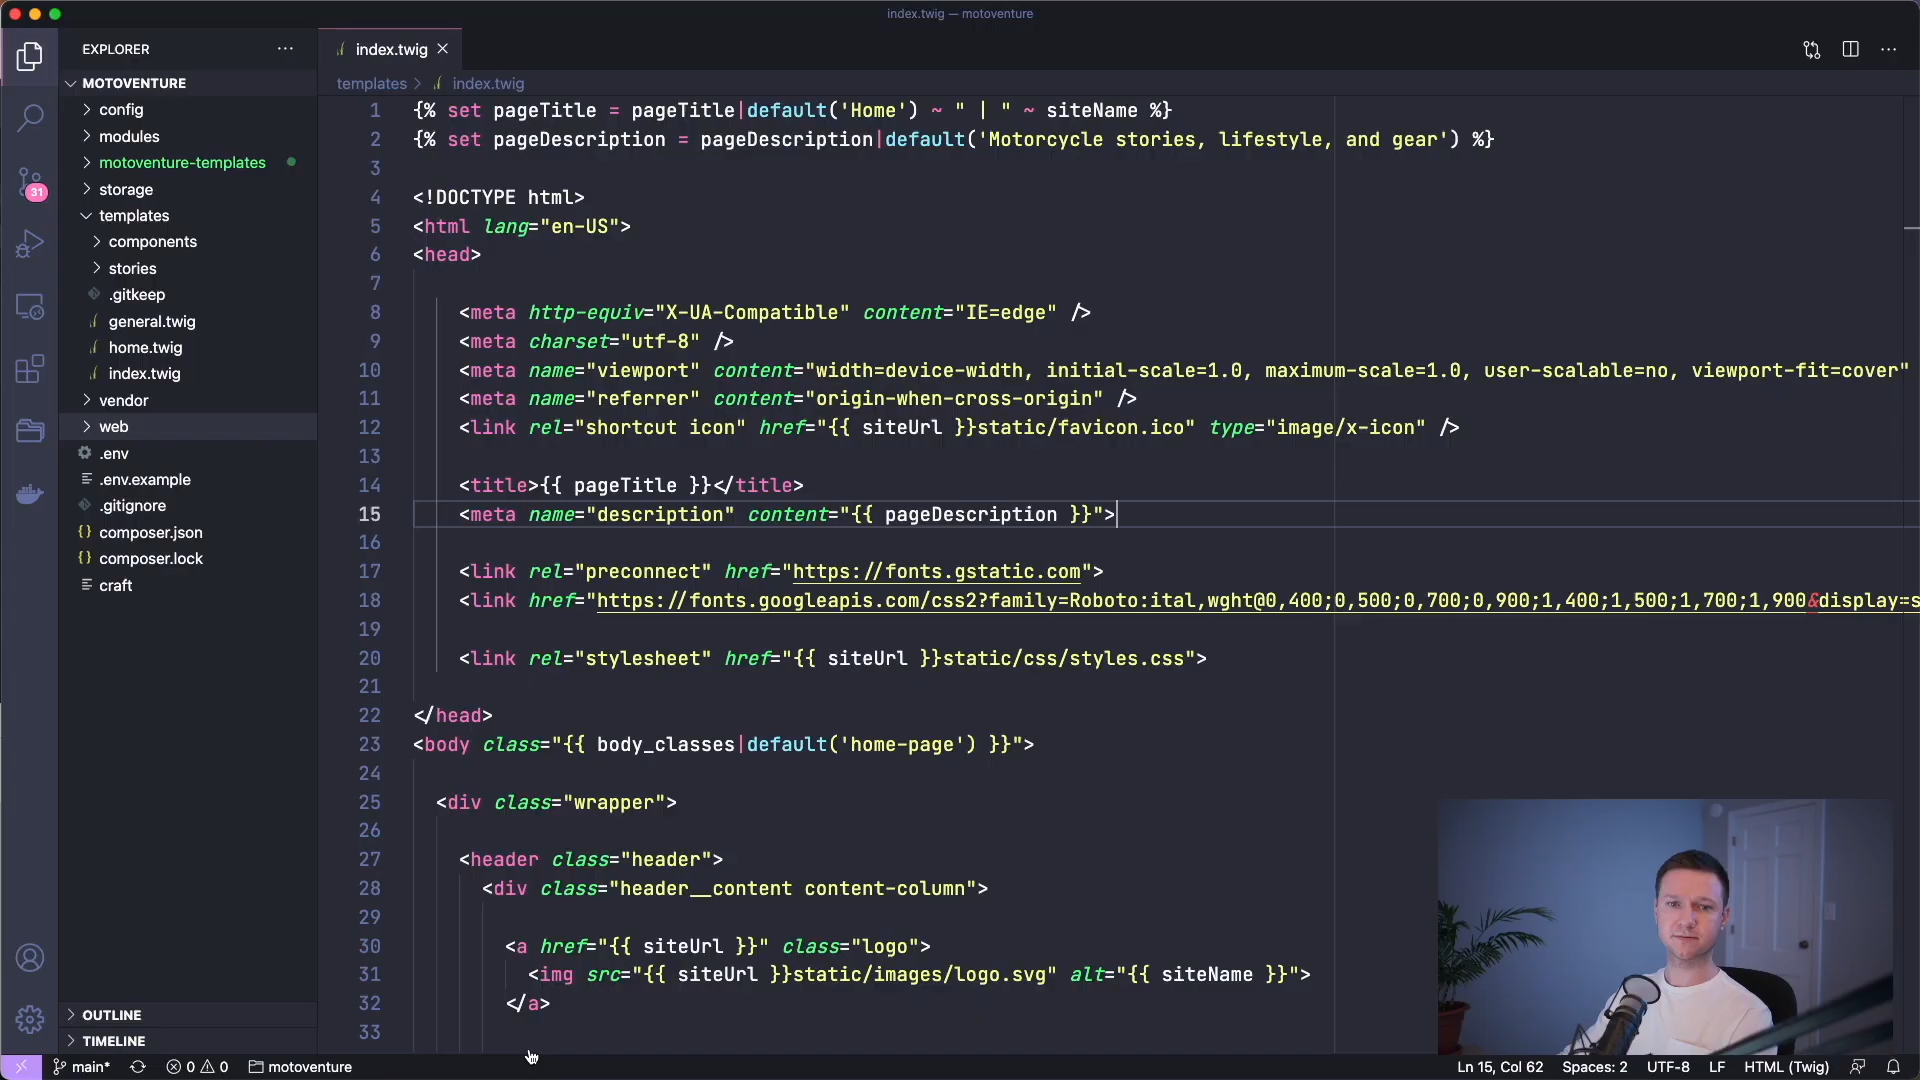 index.twig — motoventure
EXPLORER
index.twig
MOTOVENTURE
templates > index.twig
config
modules
motoventure-templates
storage
templates
components
stories
.gitkeep
general.twig
home.twig
index.twig
vendor
web
.env
.env.example
.gitignore
composer.json
composer.lock
craft
OUTLINE
TIMELINE
31
1 {% set pageTitle = pageTitle|default('Home') ~ " | " ~ siteName %}
2 {% set pageDescription = pageDescription|default('Motorcycle stories, lifestyle, and gear') %}
3
4 <!DOCTYPE html>
5 <html lang="en-US">
6 <head>
7
8 <meta http-equiv="X-UA-Compatible" content="IE=edge" />
9 <meta charset="utf-8" />
10 <meta name="viewport" content="width=device-width, initial-scale=1.0, maximum-scale=1.0, user-scalable=no, viewport-fit=cover"
11 <meta name="referrer" content="origin-when-cross-origin" />
12 <link rel="shortcut icon" href="{{ siteUrl }}static/favicon.ico" type="image/x-icon" />
13
14 <title>{{ pageTitle }}</title>
15 <meta name="description" content="{{ pageDescription }}">
16
17 <link rel="preconnect" href="https://fonts.gstatic.com">
18 <link href="https://fonts.googleapis.com/css2?family=Roboto:ital,wght@0,400;0,500;0,700;0,900;1,400;1,500;1,700;1,900&display=s
19
20 <link rel="stylesheet" href="{{ siteUrl }}static/css/styles.css">
21
22 </head>
23 <body class="{{ body_classes|default('home-page') }}">
24
25 <div class="wrapper">
26
27 <header class="header">
28 <div class="header__content content-column">
29
30 <a href="{{ siteUrl }}" class="logo">
31 <img src="{{ siteUrl }}static/images/logo.svg" alt="{{ siteName }}">
32 </a>
33
main* 0 0 motoventure
Ln 15, Col 62 Spaces: 2 UTF-8 LF HTML (Twig)